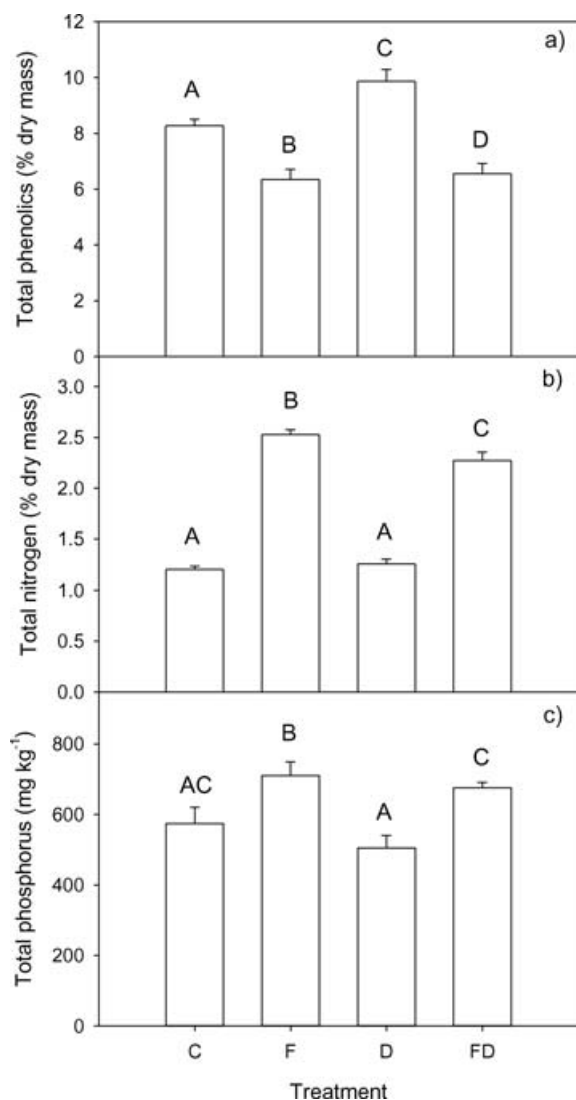 a)
Total phenolics (% dry mass)
12
10
8
6
4
2
0
A
B
C
D
b)
Total nitrogen (% dry mass)
3.0
2.5
2.0
1.5
1.0
0.5
0.0
A
B
A
C
c)
Total phosphorus (mg kg⁻¹)
800
600
400
200
0
AC
B
A
C
C F D FD
Treatment